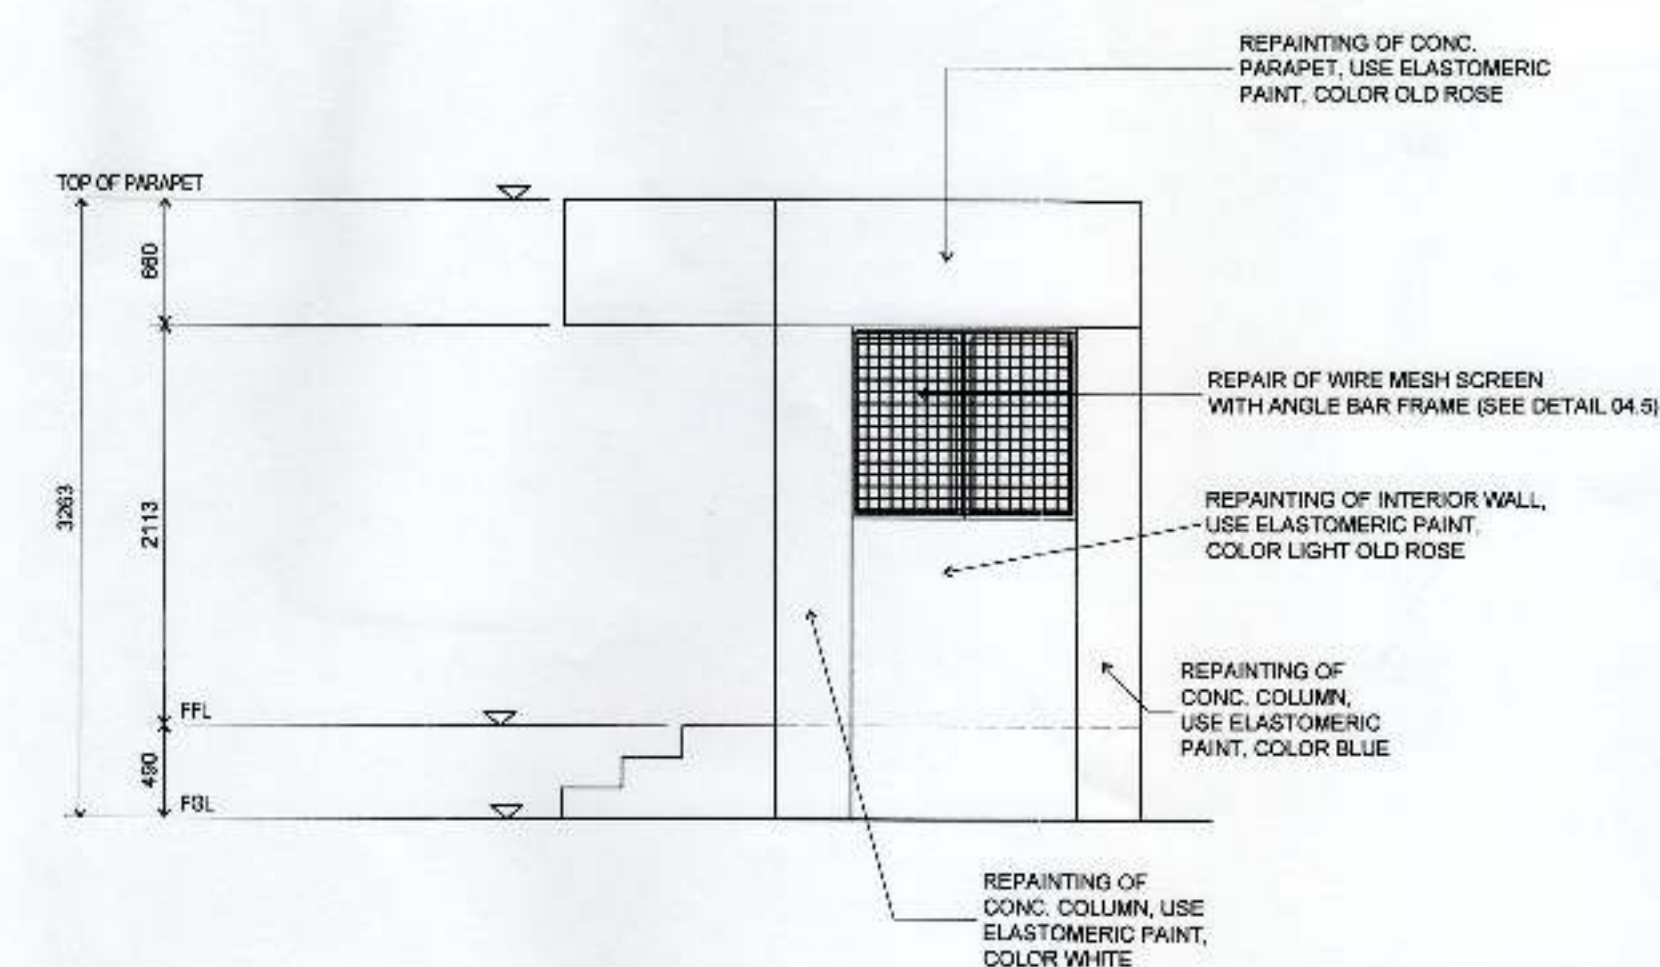 REPAINTING OF CONC.
PARAPET, USE ELASTOMERIC
PAINT, COLOR OLD ROSE
TOP OF PARAPET
660
3263
2113
REPAIR OF WIRE MESH SCREEN
WITH ANGLE BAR FRAME (SEE DETAIL 04.5)
REPAINTING OF INTERIOR WALL,
USE ELASTOMERIC PAINT,
COLOR LIGHT OLD ROSE
REPAINTING OF
CONC. COLUMN,
USE ELASTOMERIC
PAINT, COLOR BLUE
FFL
490
FGL
REPAINTING OF
CONC. COLUMN, USE
ELASTOMERIC PAINT,
COLOR WHITE